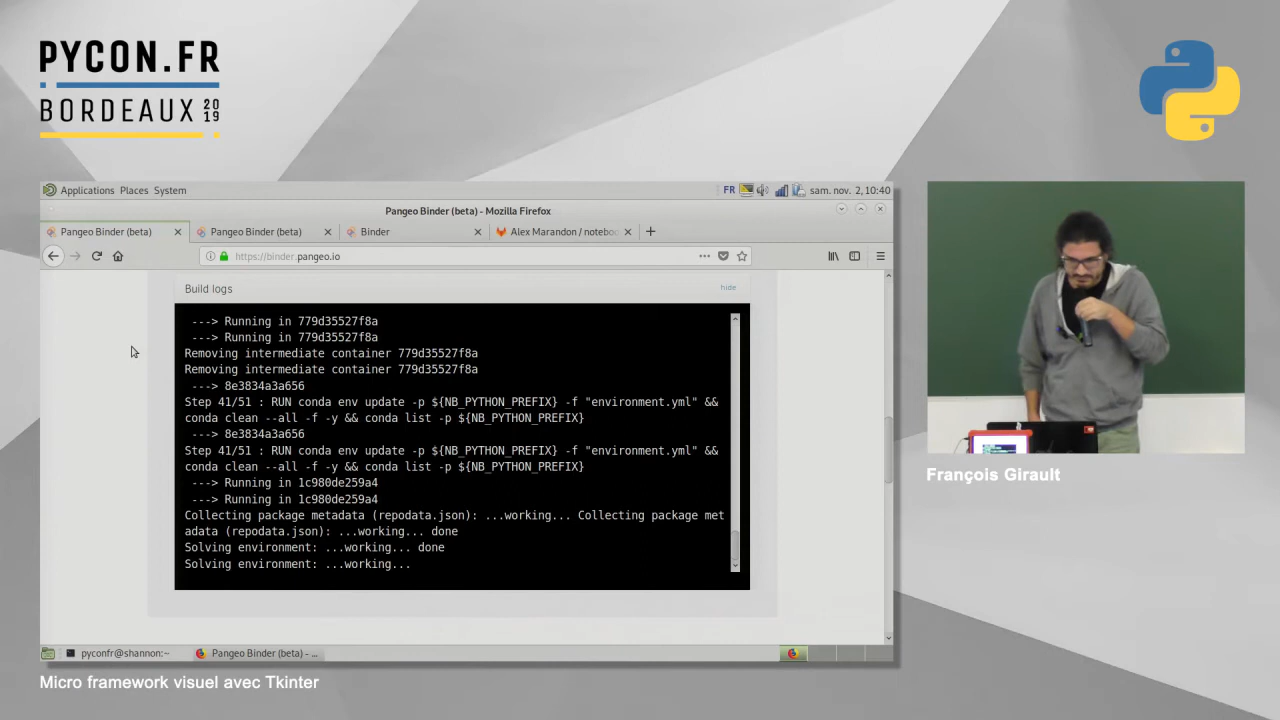 PYCON.FR
BORDEAUX 2019
Applications Places System
FR
sam. nov. 2, 10:40
Pangeo Binder (beta) - Mozilla Firefox
Pangeo Binder (beta)
Pangeo Binder (beta)
Binder
Alex Marandon / noteboo
https://binder.pangeo.io
Build logs
hide
---> Running in 779d35527f8a
---> Running in 779d35527f8a
Removing intermediate container 779d35527f8a
Removing intermediate container 779d35527f8a
---> 8e3834a3a656
Step 41/51 : RUN conda env update -p ${NB_PYTHON_PREFIX} -f "environment.yml" &&
conda clean --all -f -y && conda list -p ${NB_PYTHON_PREFIX}
---> 8e3834a3a656
Step 41/51 : RUN conda env update -p ${NB_PYTHON_PREFIX} -f "environment.yml" &&
conda clean --all -f -y && conda list -p ${NB_PYTHON_PREFIX}
---> Running in 1c980de259a4
---> Running in 1c980de259a4
Collecting package metadata (repodata.json): ...working... Collecting package met
adata (repodata.json): ...working... done
Solving environment: ...working... done
Solving environment: ...working...
pyconfr@shannon:~
Pangeo Binder (beta) - ...
François Girault
Micro framework visuel avec Tkinter